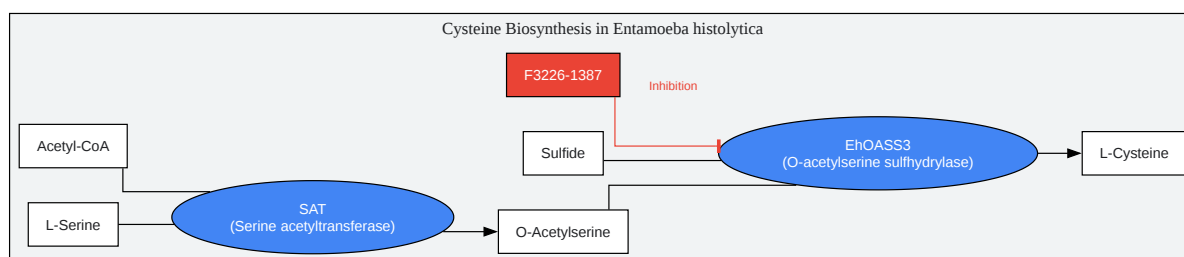 Cysteine Biosynthesis in Entamoeba histolytica
F3226-1387
Inhibition
Acetyl-CoA
Sulfide
EhOASS3
(O-acetylserine sulfhydrylase)
L-Cysteine
L-Serine
SAT
(Serine acetyltransferase)
O-Acetylserine